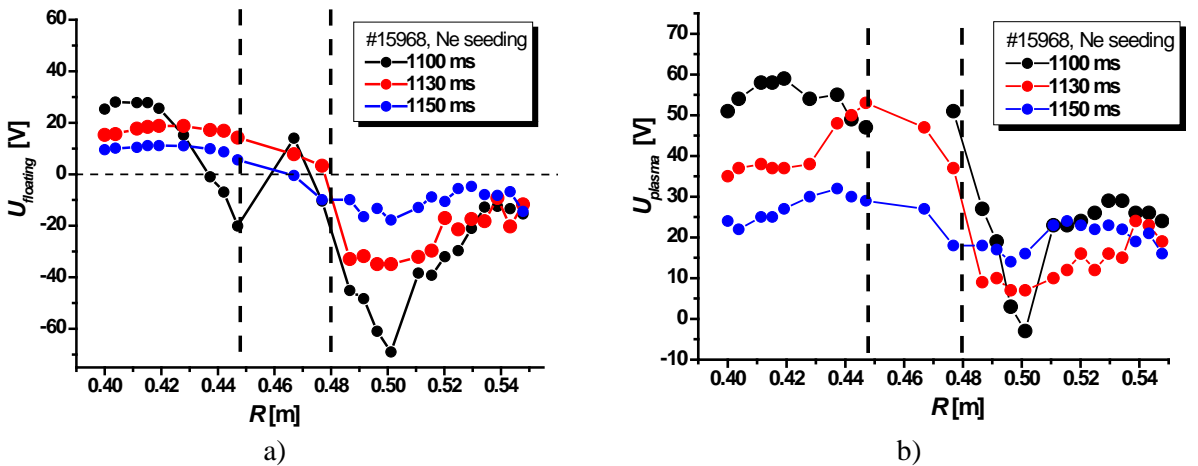 60
40
20
0
-20
-40
-60
0.40 0.42 0.44 0.46 0.48 0.50 0.52 0.54
U floating [V]
R [m]
#15968, Ne seeding
1100 ms
1130 ms
1150 ms
a)
70
60
50
40
30
20
10
0
-10
0.40 0.42 0.44 0.46 0.48 0.50 0.52 0.54
U plasma [V]
R [m]
#15968, Ne seeding
1100 ms
1130 ms
1150 ms
b)